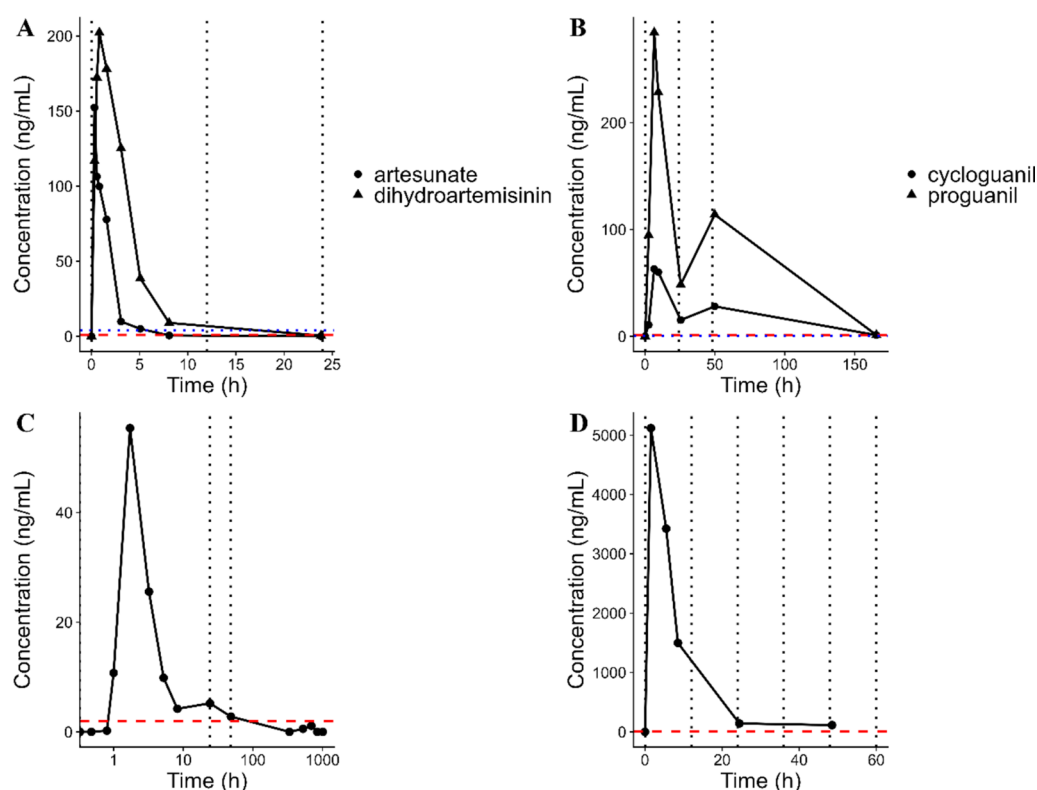 A
Concentration (ng/mL)
200
150
100
50
0
0 5 10 15 20 25
Time (h)
artesunate
dihydroartemisinin
B
Concentration (ng/mL)
200
100
0
0 50 100 150
Time (h)
cycloguanil
proguanil
C
Concentration (ng/mL)
40
20
0
1 10 100 1000
Time (h)
D
Concentration (ng/mL)
5000
4000
3000
2000
1000
0
0 20 40 60
Time (h)